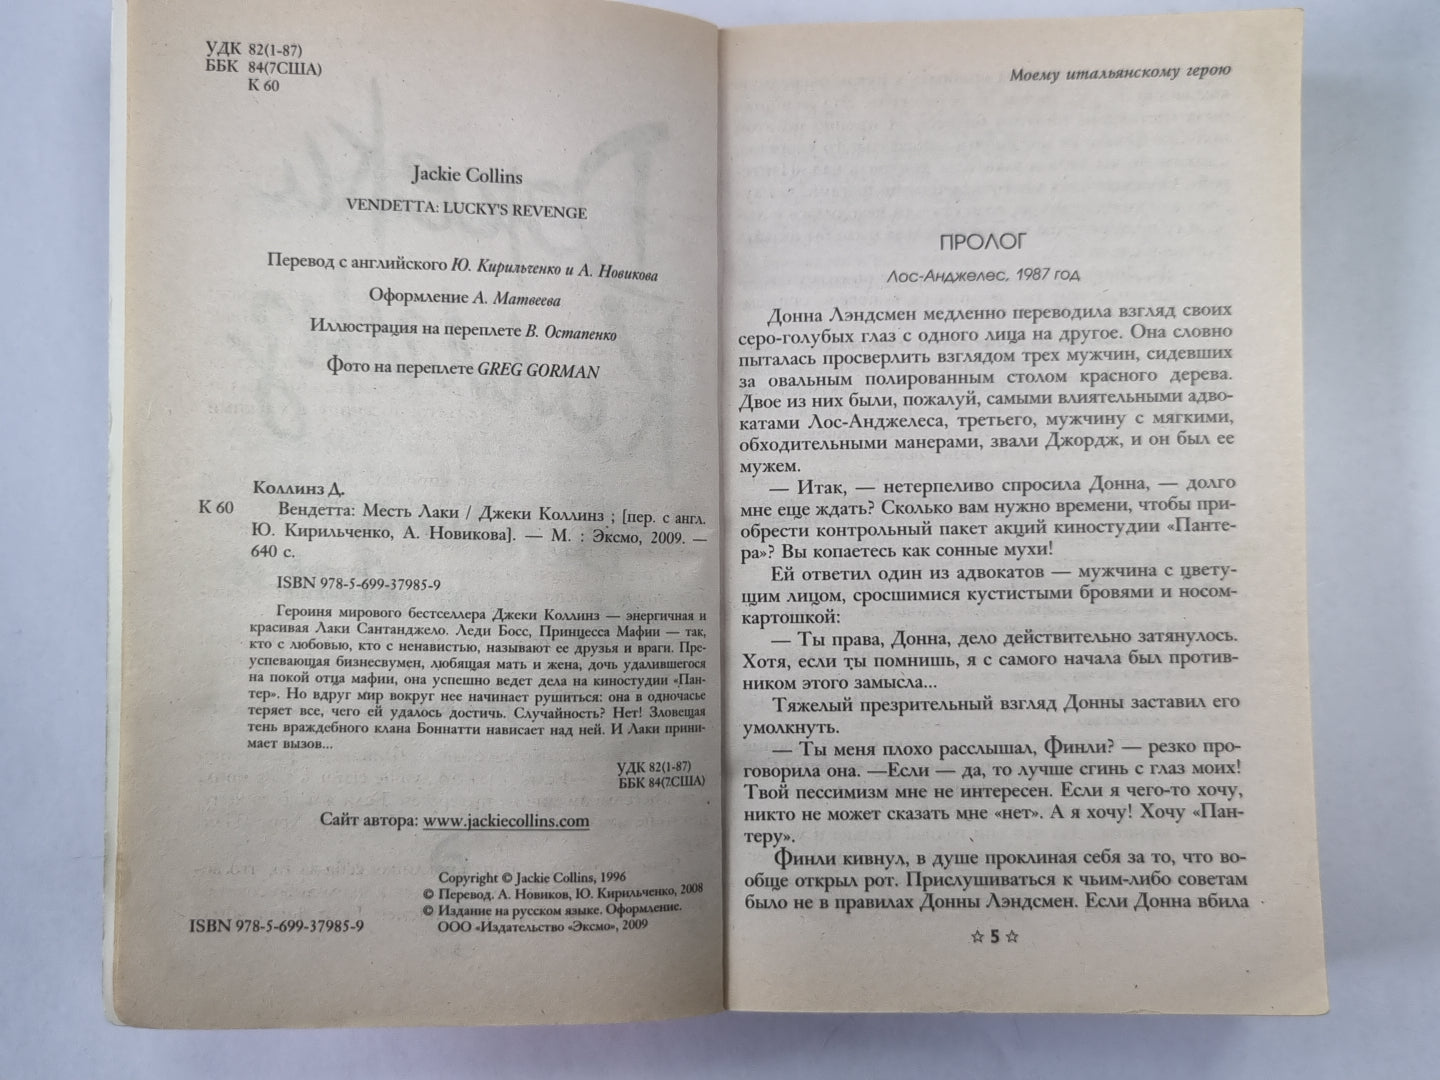 УДК 82(1-87)
ББК 84(7США)
К 60
Jackie Collins
VENDETTA: LUCKY'S REVENGE
Перевод с английского Ю. Кирильченко и А. Новикова
Оформление А. Матвеева
Иллюстрация на переплете В. Остапенко
Фото на переплете GREG GORMAN
Коллинз Д.
К 60 Вендетта: Месть Лаки / Джеки Коллинз ; [пер. с англ.
Ю. Кирильченко, А. Новикова]. — М. : Эксмо, 2009. —
640 с.
ISBN 978-5-699-37985-9
Героиня мирового бестселлера Джеки Коллинз — энергичная и
красивая Лаки Сантанджело. Леди Босс, Принцесса Мафии — так,
кто с любовью, кто с ненавистью, называют ее друзья и враги. Пре-
успевающая бизнесвумен, любящая мать и жена, дочь удалившегося
на покой отца мафии, она успешно ведет дела на киностудии «Пан-
тер». Но вдруг мир вокруг нее начинает рушиться: она в одночасье
теряет все, чего ей удалось достичь. Случайность? Нет! Зловещая
тень враждебного клана Боннатти нависает над ней. И Лаки прини-
мает вызов...
УДК 82(1-87)
ББК 84(7США)
Сайт автора: www.jackiecollins.com
Copyright © Jackie Collins, 1996
© Перевод. А. Новиков, Ю. Кирильченко, 2008
© Издание на русском языке. Оформление.
ООО «Издательство «Эксмо», 2009
ISBN 978-5-699-37985-9
Моему итальянскому герою
ПРОЛОГ
Лос-Анджелес, 1987 год
Донна Лэндсмен медленно переводила взгляд своих
серо-голубых глаз с одного лица на другое. Она словно
пыталась просверлить взглядом трех мужчин, сидевших
за овальным полированным столом красного дерева.
Двое из них были, пожалуй, самыми влиятельными адво-
катами Лос-Анджелеса, третьего, мужчину с мягкими,
обходительными манерами, звали Джордж, и он был ее
мужем.
— Итак, — нетерпеливо спросила Донна, — долго
мне еще ждать? Сколько вам нужно времени, чтобы при-
обрести контрольный пакет акций киностудии «Панте-
ра»? Вы копаетесь как сонные мухи!
Ей ответил один из адвокатов — мужчина с цвету-
щим лицом, сросшимися кустистыми бровями и носом-
картошкой:
— Ты права, Донна, дело действительно затянулось.
Хотя, если ты помнишь, я с самого начала был против-
ником этого замысла...
Тяжелый презрительный взгляд Донны заставил его
умолкнуть.
— Ты меня плохо расслышал, Финли? — резко про-
говорила она. —Если — да, то лучше сгинь с глаз моих!
Твой пессимизм мне не интересен. Если я чего-то хочу,
никто не может сказать мне «нет». А я хочу! Хочу «Пан-
теру».
Финли кивнул, в душе проклиная себя за то, что во-
обще открыл рот. Прислушиваться к чьим-либо советам
было не в правилах Донны Лэндсмен. Если Донна вбила
☆ 5 ☆